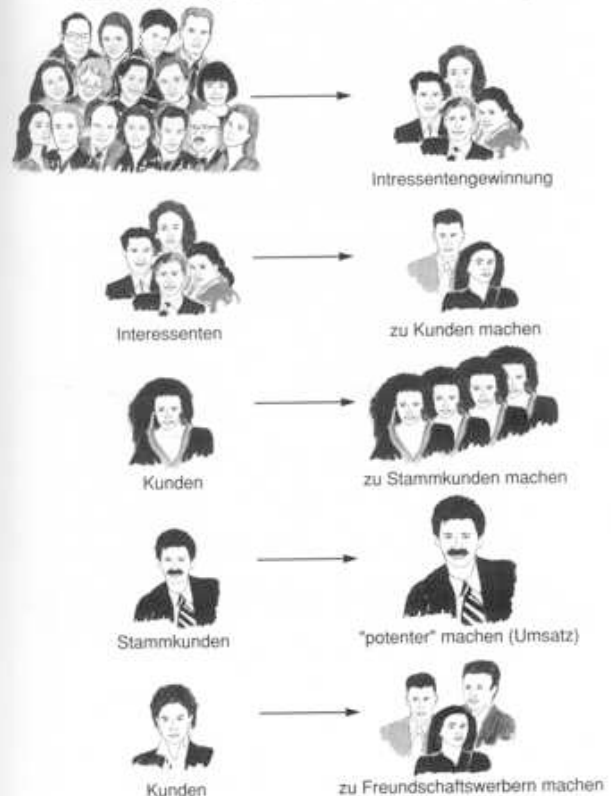 Intressentengewinnung
Interessenten
zu Kunden machen
Kunden
zu Stammkunden machen
Stammkunden
"potenter" machen (Umsatz)
Kunden
zu Freundschaftswerbern machen